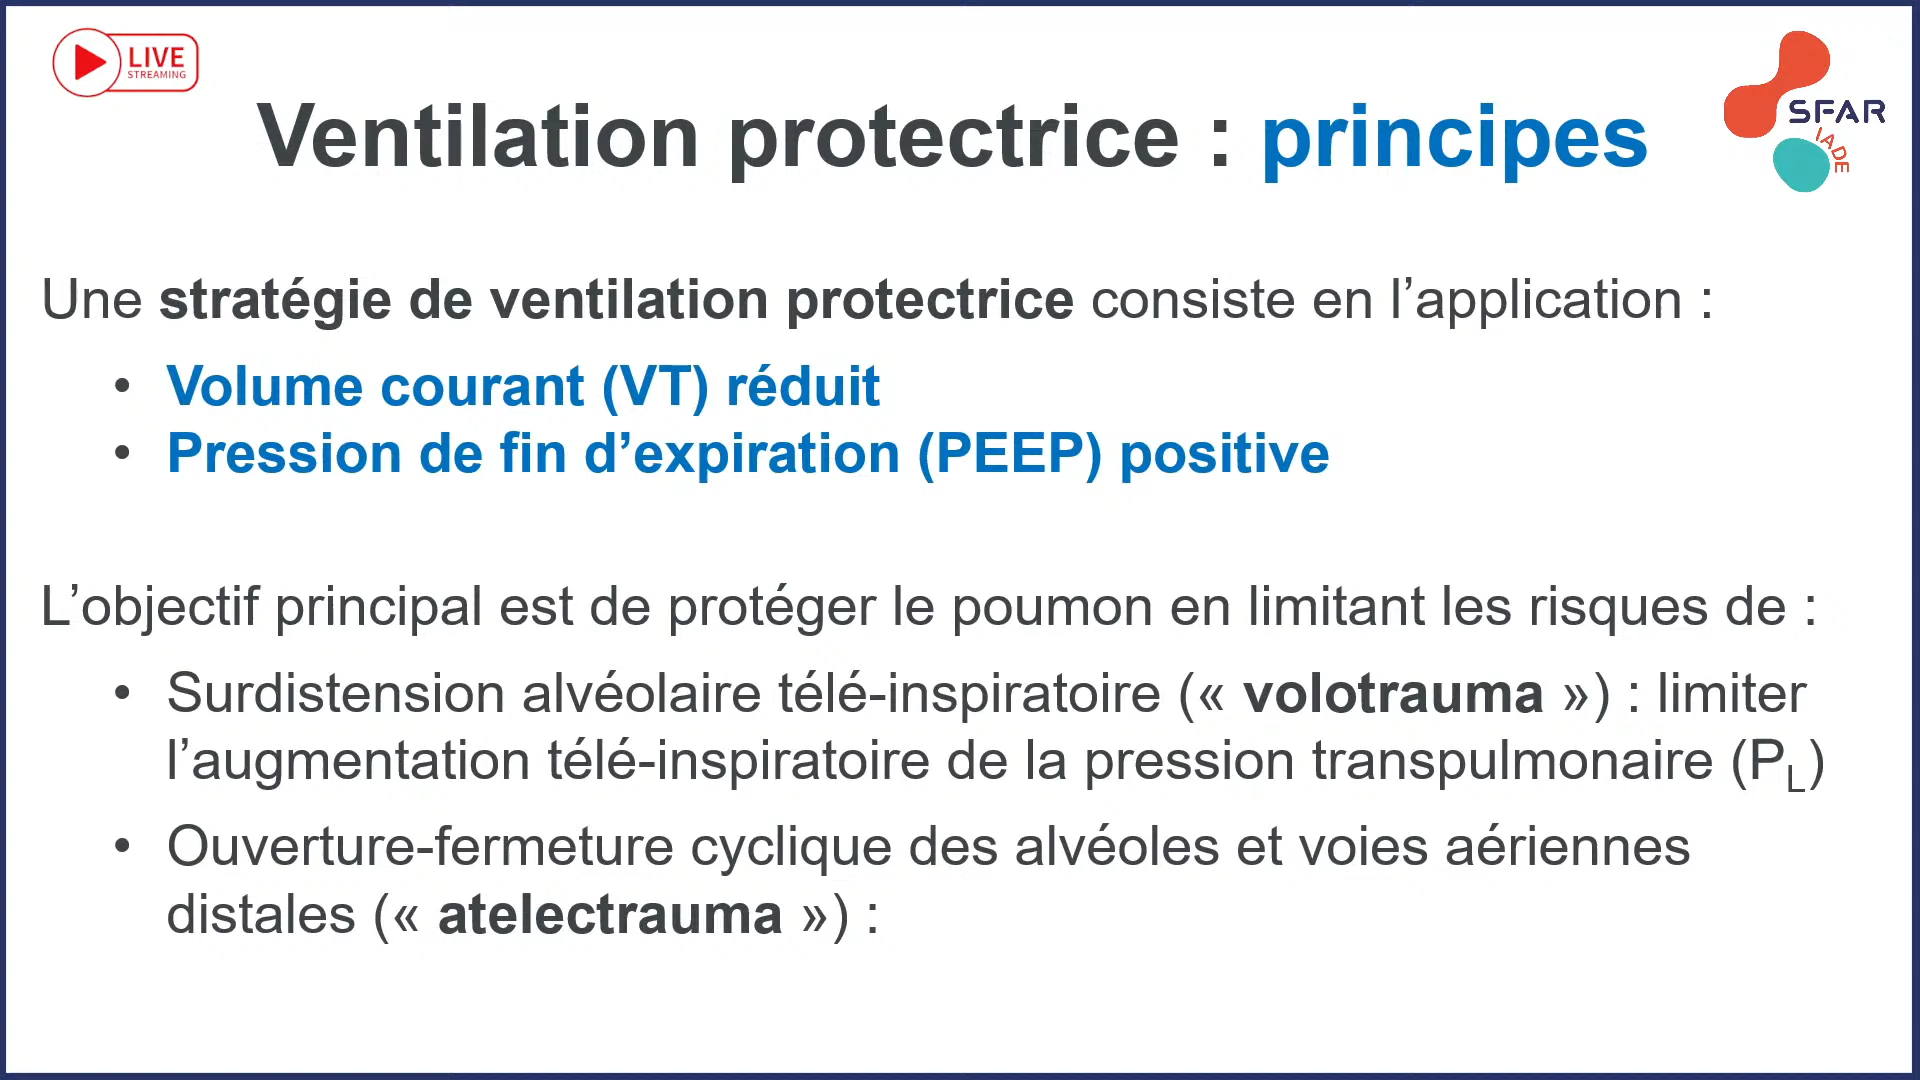 LIVE
STREAMING
SFAR
IADE
Ventilation protectrice : principes
Une stratégie de ventilation protectrice consiste en l’application :
• Volume courant (VT) réduit
• Pression de fin d’expiration (PEEP) positive
L’objectif principal est de protéger le poumon en limitant les risques de :
• Surdistension alvéolaire télé-inspiratoire (« volotrauma ») : limiter
l’augmentation télé-inspiratoire de la pression transpulmonaire (PL)
• Ouverture-fermeture cyclique des alvéoles et voies aériennes
distales (« atelectrauma ») :